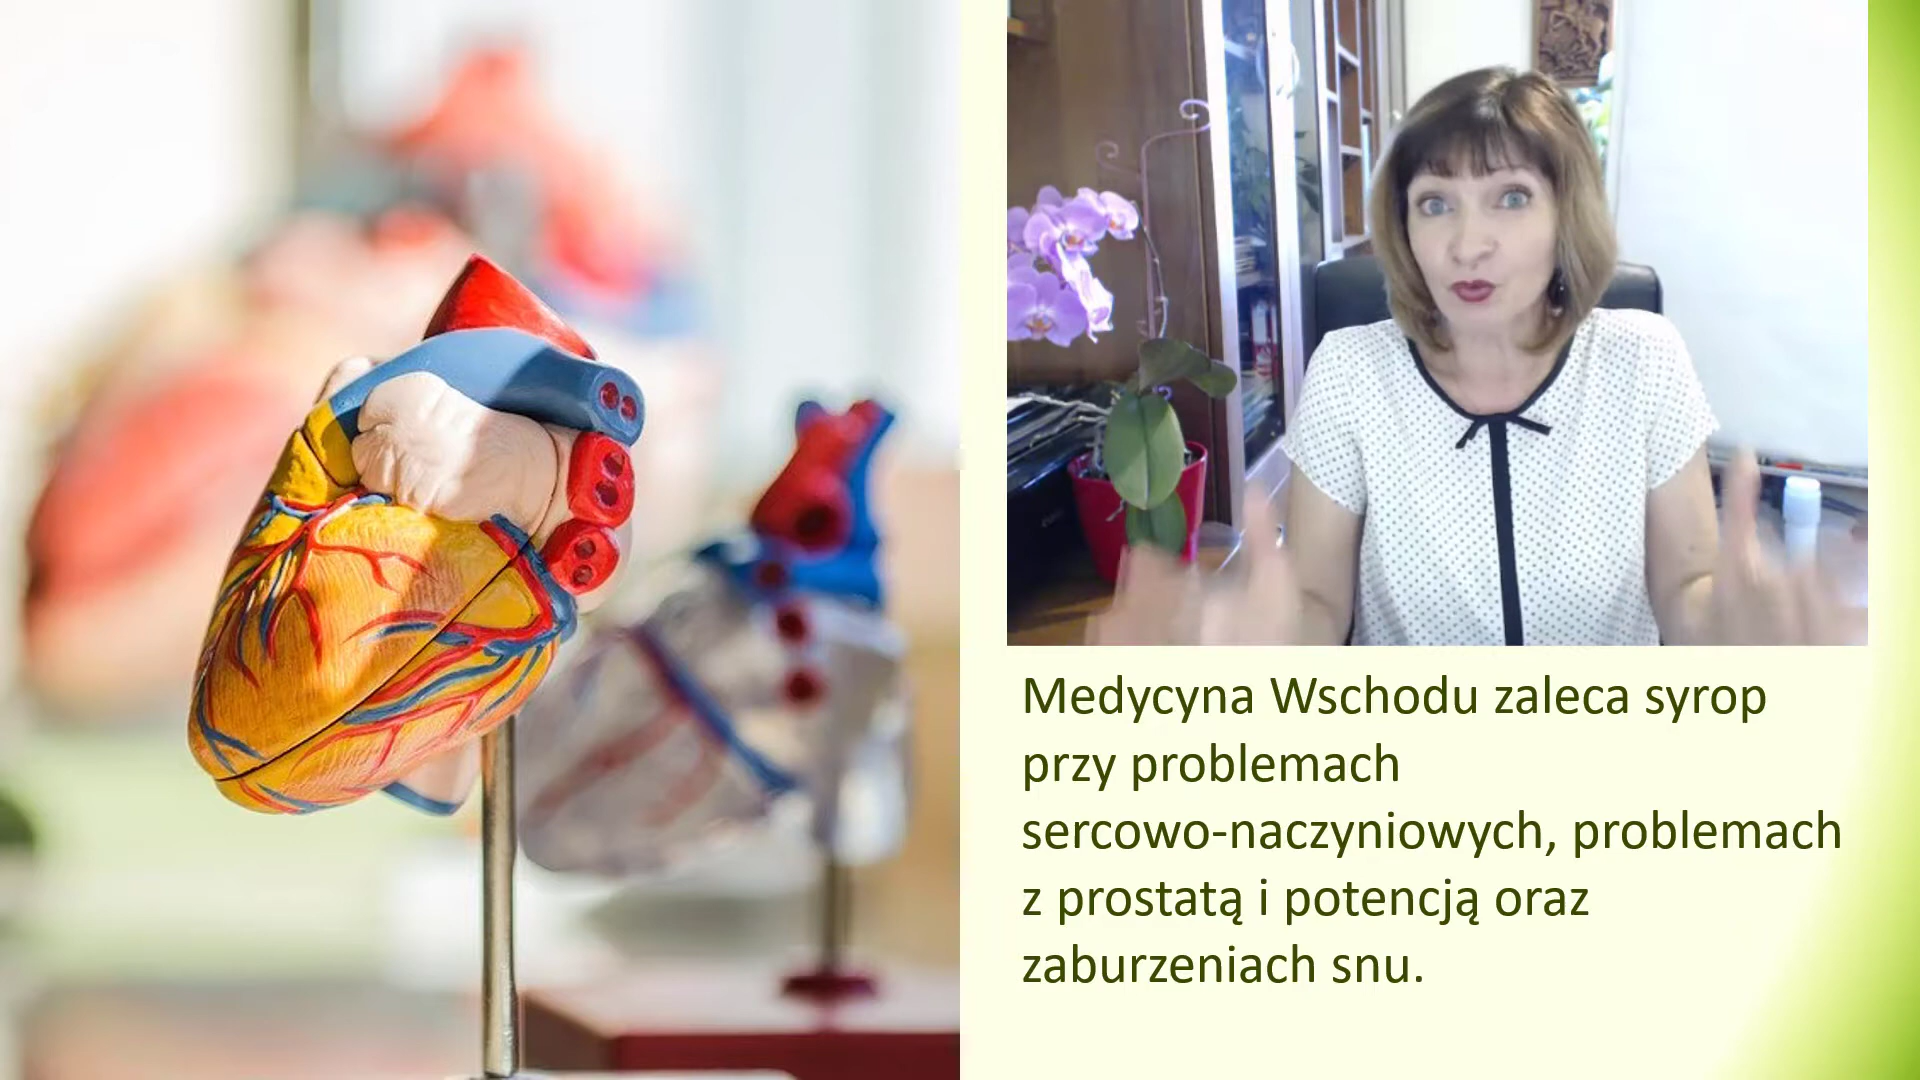 Medycyna Wschodu zaleca syrop
przy problemach
sercowo-naczyniowych, problemach
z prostatą i potencją oraz
zaburzeniach snu.